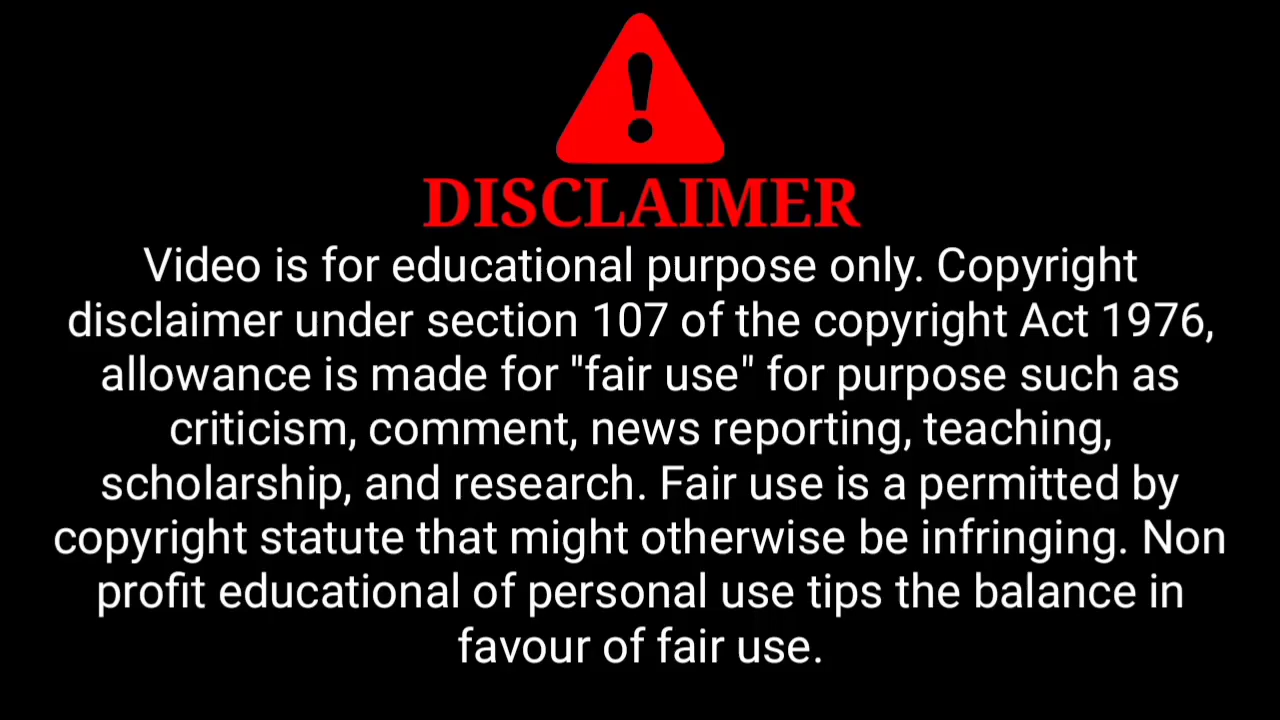 DISCLAIMER
Video is for educational purpose only. Copyright
disclaimer under section 107 of the copyright Act 1976,
allowance is made for "fair use" for purpose such as
criticism, comment, news reporting, teaching,
scholarship, and research. Fair use is a permitted by
copyright statute that might otherwise be infringing. Non
profit educational of personal use tips the balance in
favour of fair use.